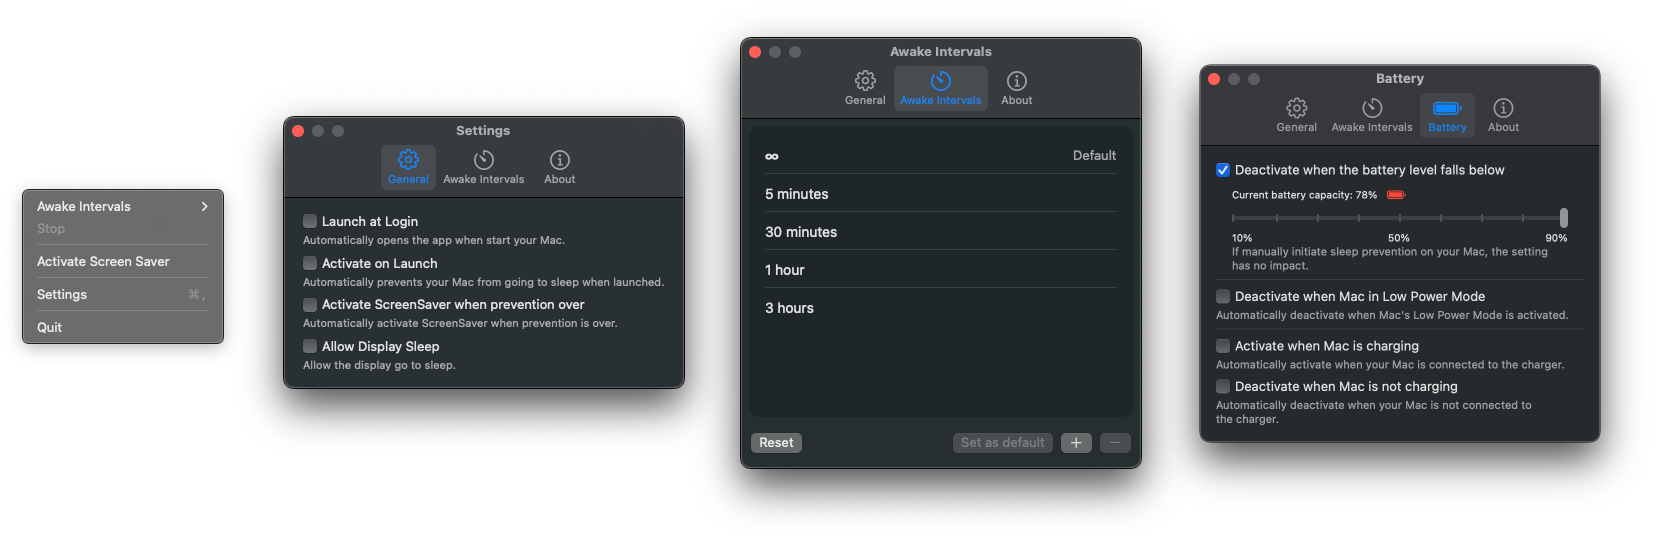 Awake Intervals
Stop
Activate Screen Saver
Settings ⌘ ,
Quit
Settings
General Awake Intervals About
Launch at Login
Automatically opens the app when start your Mac.
Activate on Launch
Automatically prevents your Mac from going to sleep when launched.
Activate ScreenSaver when prevention over
Automatically activate ScreenSaver when prevention is over.
Allow Display Sleep
Allow the display go to sleep.
Awake Intervals
General Awake Intervals About
∞ Default
5 minutes
30 minutes
1 hour
3 hours
Reset Set as default + −
Battery
General Awake Intervals Battery About
Deactivate when the battery level falls below
Current battery capacity: 78%
10% 50% 90%
If manually initiate sleep prevention on your Mac, the setting
has no impact.
Deactivate when Mac in Low Power Mode
Automatically deactivate when Mac's Low Power Mode is activated.
Activate when Mac is charging
Automatically activate when your Mac is connected to the charger.
Deactivate when Mac is not charging
Automatically deactivate when your Mac is not connected to
the charger.